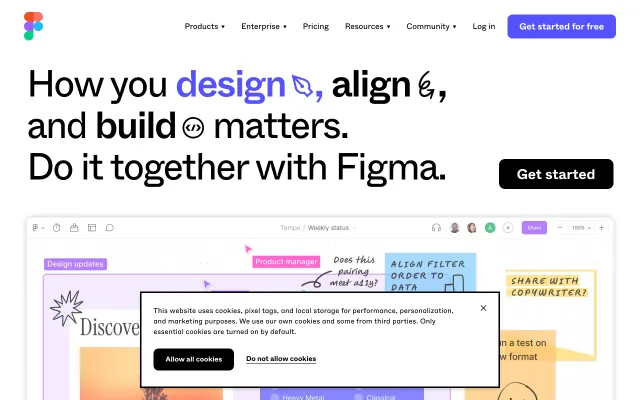 Products
Enterprise
Pricing
Resources
Community
Log in
Get started for free
How you design, align,
and build matters.
Do it together with Figma.
Get started
Tempo / Weekly status
A
4
Share
100%
Design updates
Product manager
Does this
pairing
meet a11y?
ALIGN FILTER
ORDER TO
DATA
SHARE WITH
COPYWRITER?
Discove
n a test on
w format
This website uses cookies, pixel tags, and local storage for performance, personalization,
and marketing purposes. We use our own cookies and some from third parties. Only
essential cookies are turned on by default.
Allow all cookies
Do not allow cookies
Heavy Metal
Classical